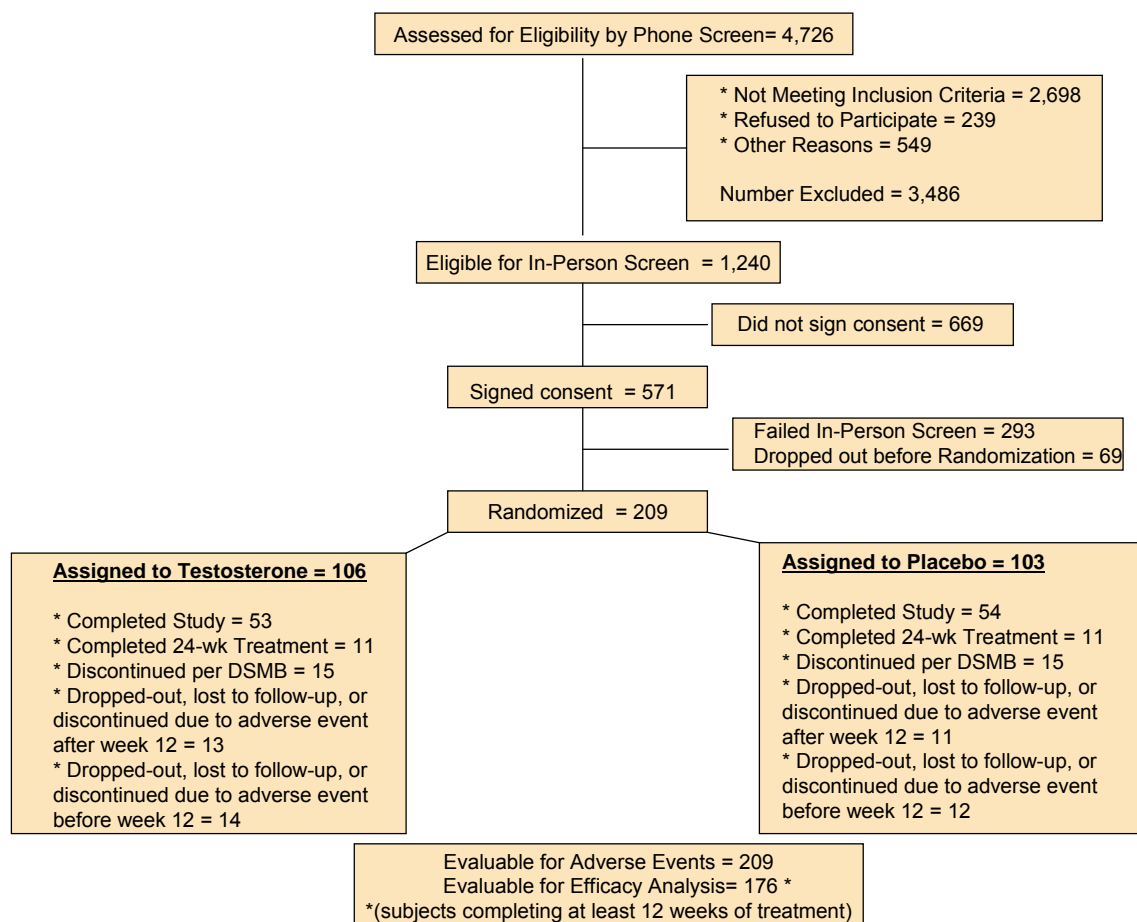 Assessed for Eligibility by Phone Screen= 4,726
* Not Meeting Inclusion Criteria = 2,698
* Refused to Participate = 239
* Other Reasons = 549
Number Excluded = 3,486
Eligible for In-Person Screen = 1,240
Did not sign consent = 669
Signed consent = 571
Failed In-Person Screen = 293
Dropped out before Randomization = 69
Randomized = 209
Assigned to Testosterone = 106
* Completed Study = 53
* Completed 24-wk Treatment = 11
* Discontinued per DSMB = 15
* Dropped-out, lost to follow-up, or
discontinued due to adverse event
after week 12 = 13
* Dropped-out, lost to follow-up, or
discontinued due to adverse event
before week 12 = 14
Assigned to Placebo = 103
* Completed Study = 54
* Completed 24-wk Treatment = 11
* Discontinued per DSMB = 15
* Dropped-out, lost to follow-up, or
discontinued due to adverse event
after week 12 = 11
* Dropped-out, lost to follow-up, or
discontinued due to adverse event
before week 12 = 12
Evaluable for Adverse Events = 209
Evaluable for Efficacy Analysis= 176 *
*(subjects completing at least 12 weeks of treatment)